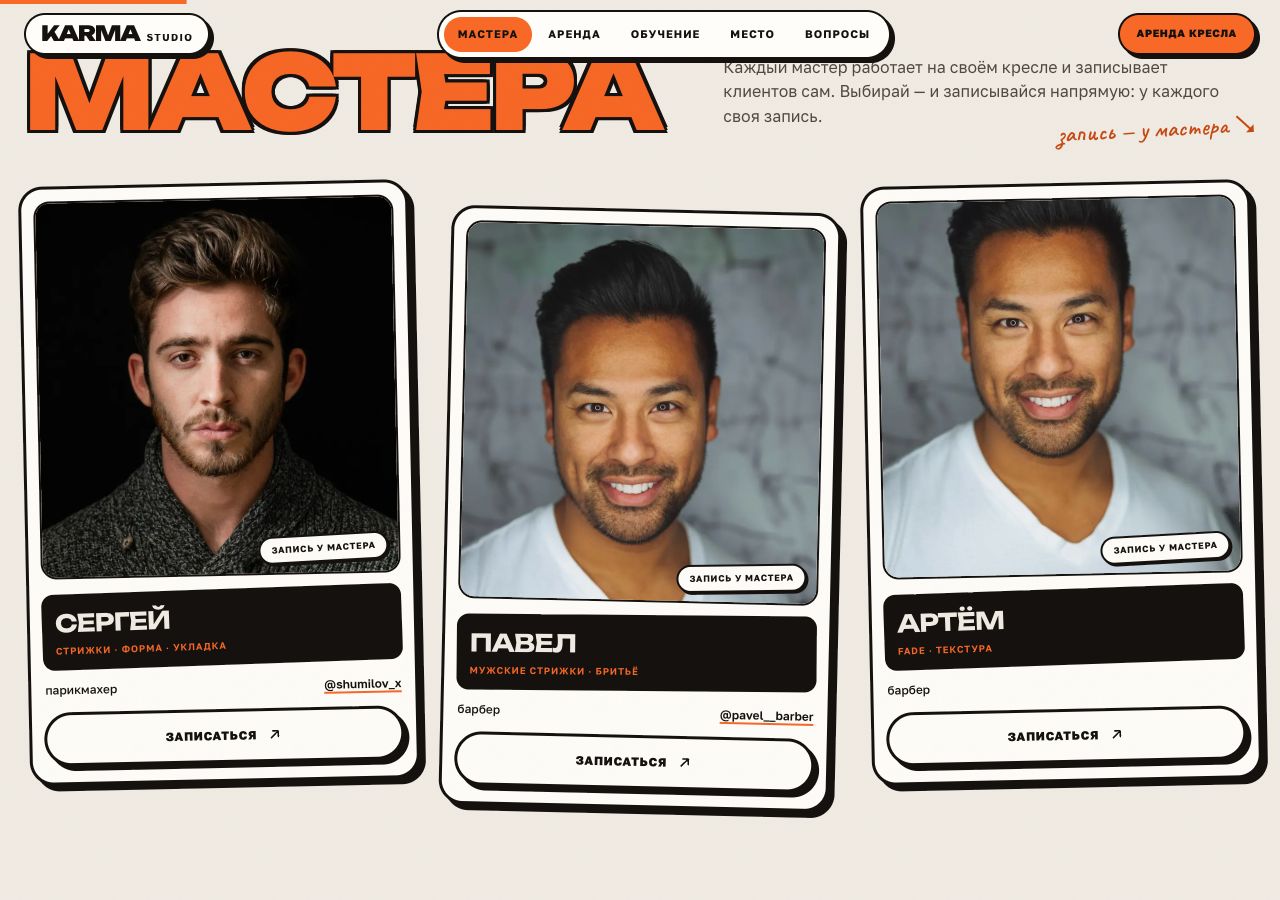 KARMA STUDIO
МАСТЕРА
АРЕНДА
ОБУЧЕНИЕ
МЕСТО
ВОПРОСЫ
АРЕНДА КРЕСЛА
МАСТЕРА
Каждый мастер работает на своём кресле и записывает
клиентов сам. Выбирай — и записывайся напрямую: у каждого
своя запись.
запись — у мастера ↘
ЗАПИСЬ У МАСТЕРА
СЕРГЕЙ
СТРИЖКИ · ФОРМА · УКЛАДКА
парикмахер
@shumilov_x
ЗАПИСАТЬСЯ ↗
ЗАПИСЬ У МАСТЕРА
ПАВЕЛ
МУЖСКИЕ СТРИЖКИ · БРИТЬЁ
барбер
@pavel__barber
ЗАПИСАТЬСЯ ↗
ЗАПИСЬ У МАСТЕРА
АРТЁМ
FADE · ТЕКСТУРА
барбер
ЗАПИСАТЬСЯ ↗